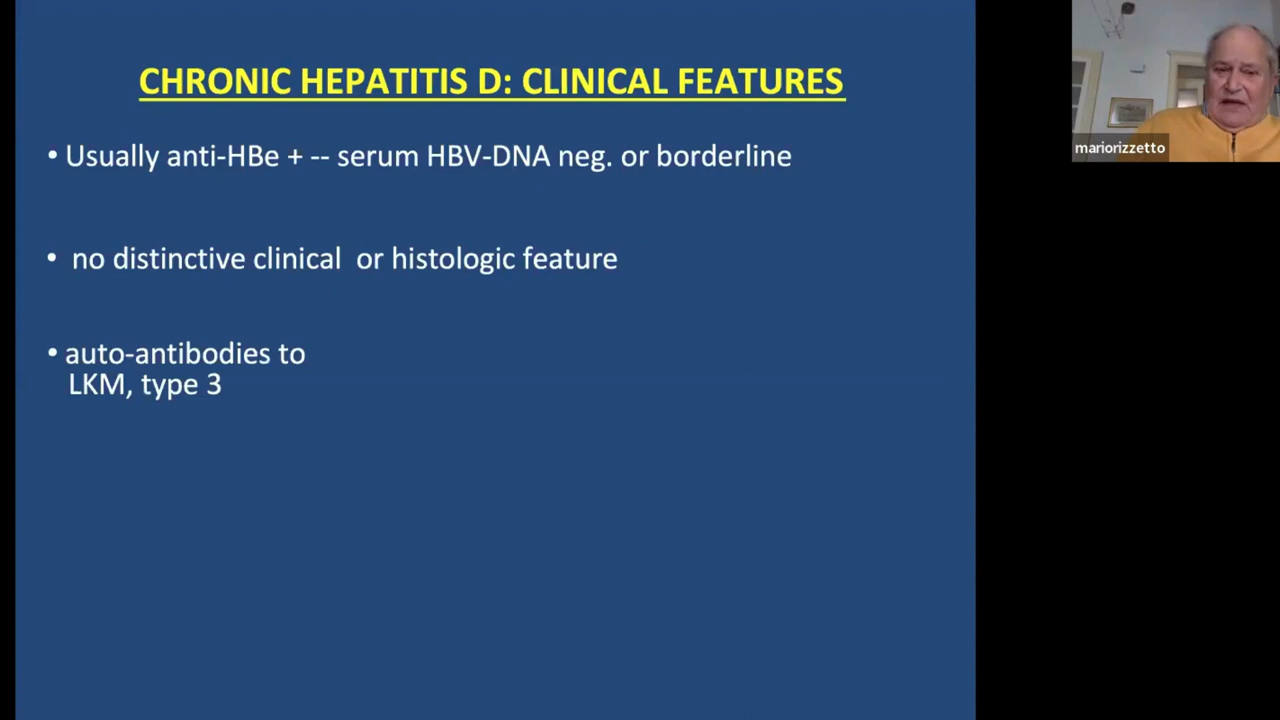 CHRONIC HEPATITIS D: CLINICAL FEATURES
• Usually anti-HBe + -- serum HBV-DNA neg. or borderline
• no distinctive clinical or histologic feature
• auto-antibodies to
LKM, type 3
mariorizzetto